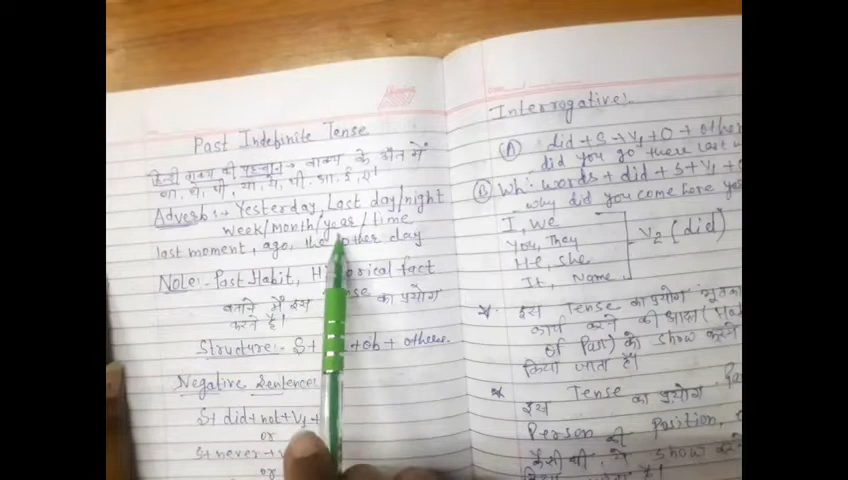 Past Indefinite Tense
हिन्दी वाक्य की पहचान → वाक्य के अंत में
था, थे, थी, या, ये, यी, आ, ई, ए।
Adverb :→ Yesterday, Last day/night
week/month/year/time
last moment, ago, the other day
Note :- Past Habit, Historical fact
बताने में इस का प्रयोग
करते हैं।
Structure :- S+ +ob+ others.
Negative Sentence
S+did+not+V1+
or
S+never+
or
Interrogative :-
(A) did+S+V1+O+other
did you go there last
(B) Wh: words+did+S+V1+
why did you come here
I, we
You, They
He, She
It, Name
V2 (did)
* इस Tense का प्रयोग
कार्य करने की आदत
of Past) को show करने
किया जाता है।
* इस Tense का प्रयोग
Person की Position,
कैसी थी, ये show